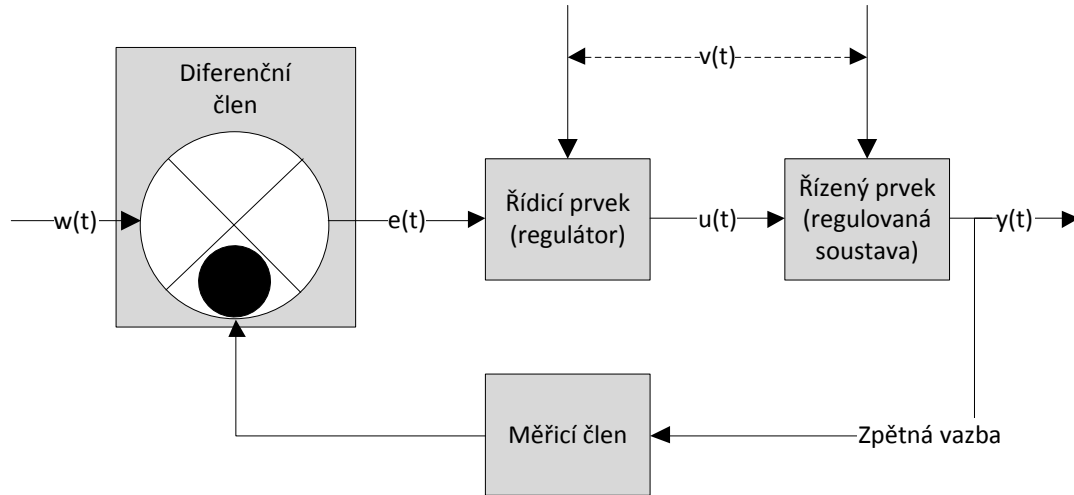 Diferenční
člen
v(t)
w(t)
e(t)
Řídicí prvek
(regulátor)
u(t)
Řízený prvek
(regulovaná
soustava)
y(t)
Měřicí člen
Zpětná vazba